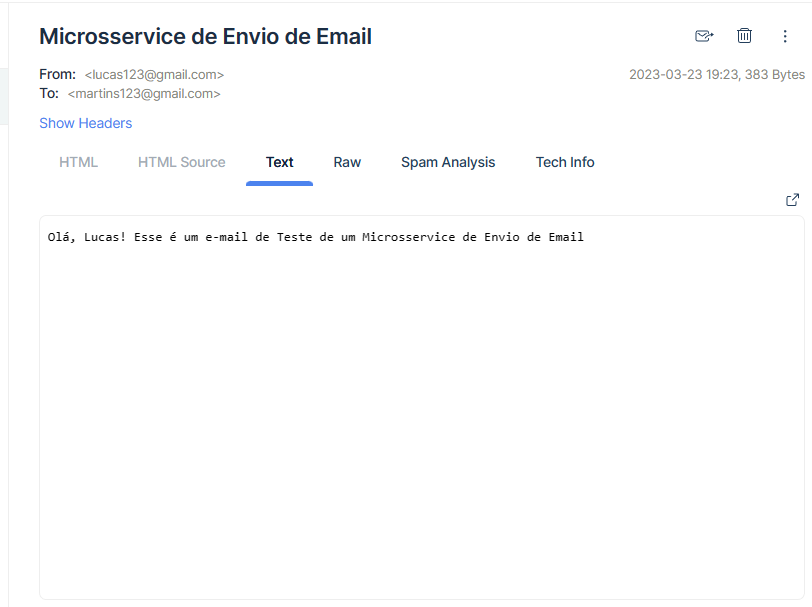 Microsservice de Envio de Email
From: <lucas123@gmail.com>
2023-03-23 19:23, 383 Bytes
To: <martins123@gmail.com>
Show Headers
HTML HTML Source Text Raw Spam Analysis Tech Info
Olá, Lucas! Esse é um e-mail de Teste de um Microsservice de Envio de Email